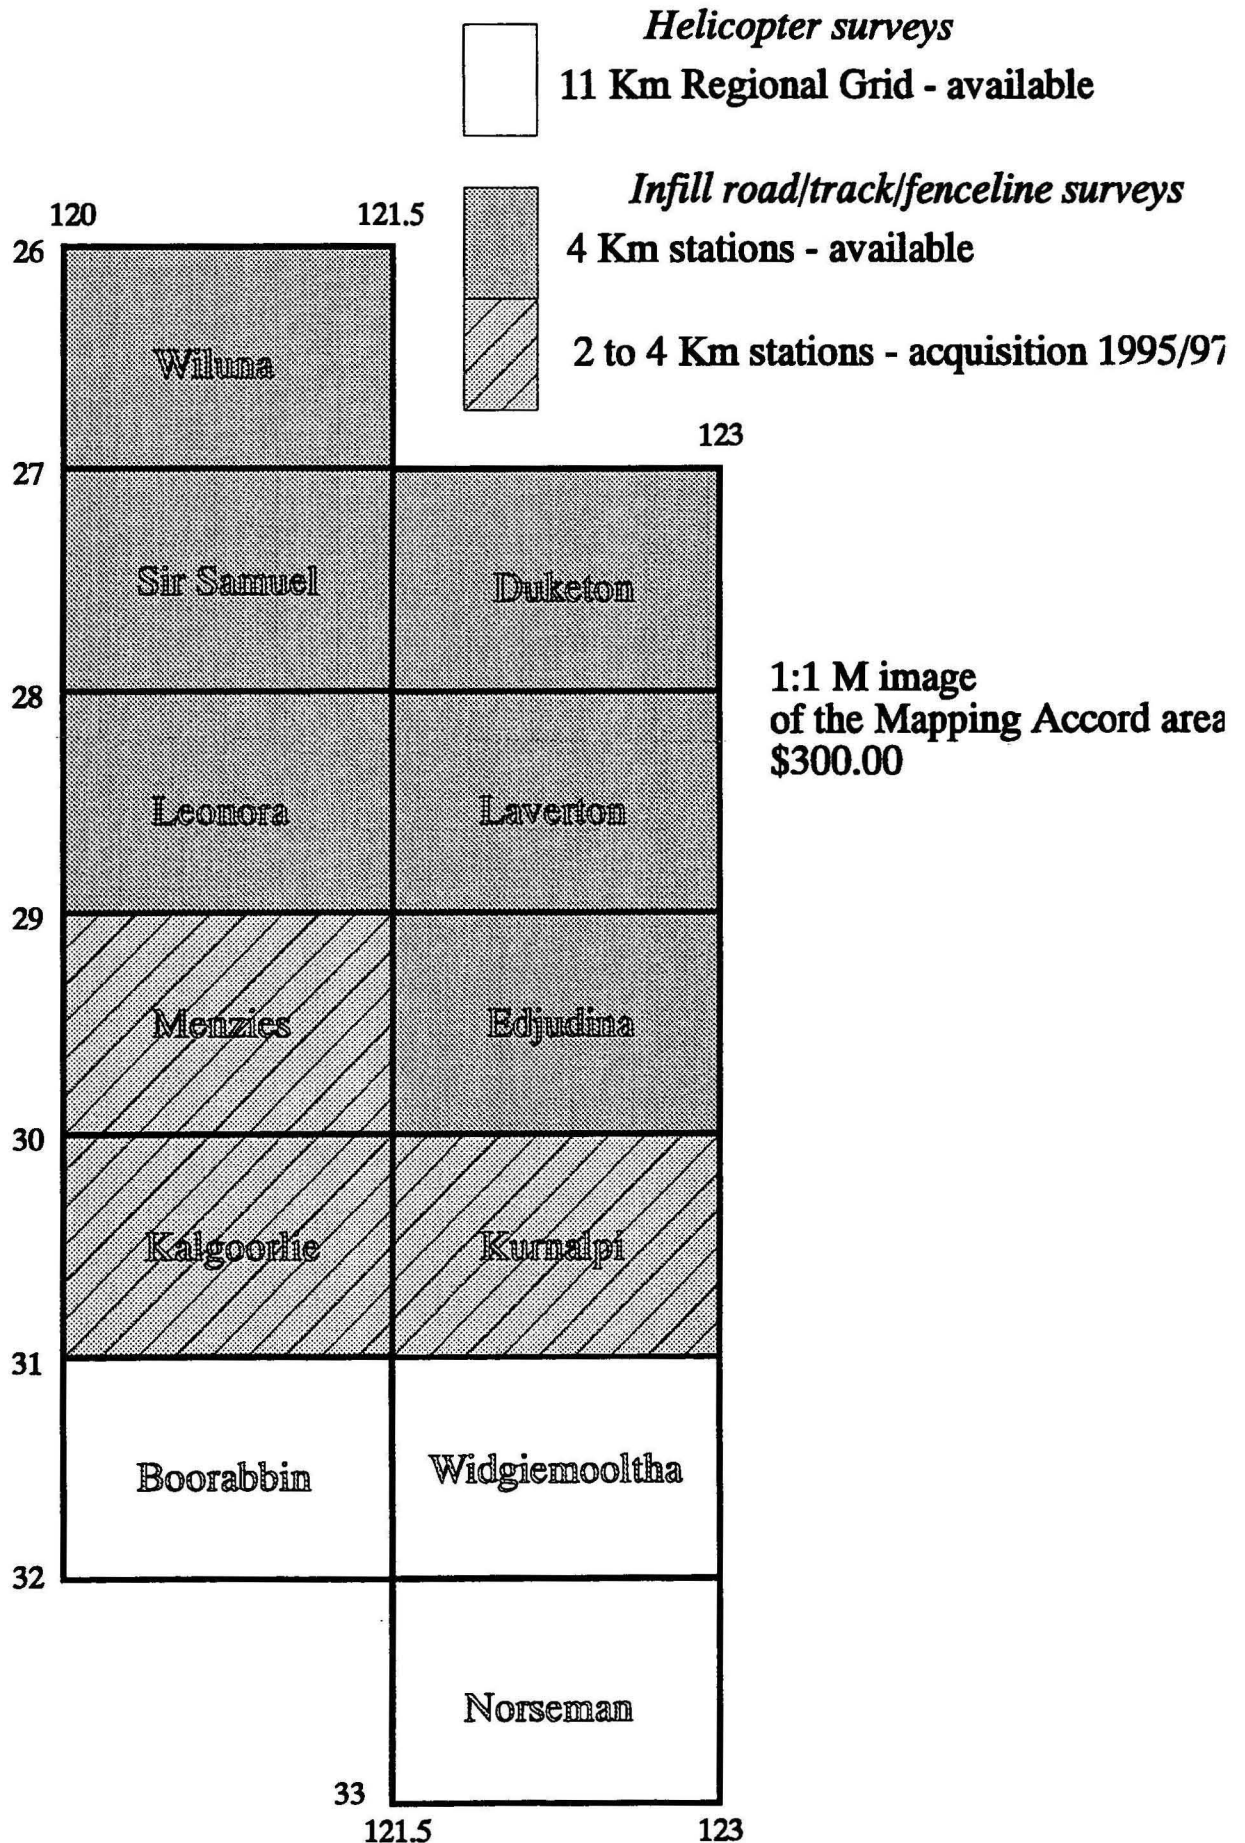 Helicopter surveys
11 Km Regional Grid - available
Infill road/track/fenceline surveys
4 Km stations - available
2 to 4 Km stations - acquisition 1995/97
120
121.5
26
Wiluna
123
27
Sir Samuel
Duketon
1:1 M image
of the Mapping Accord area
$300.00
28
Leonora
Laverton
29
Menzies
Edjudina
30
Kalgoorlie
Kurnalpi
31
Boorabbin
Widgiemooltha
32
Norseman
33
121.5
123